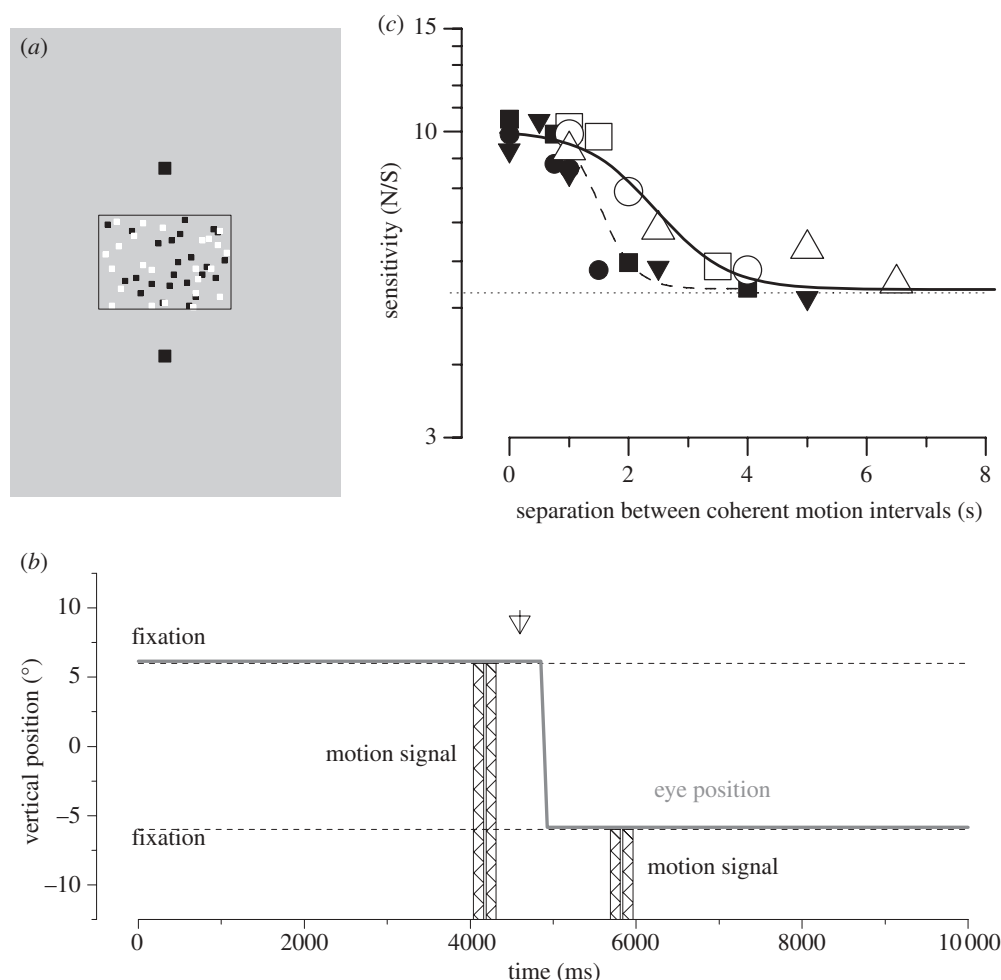 (a)
(c)
15
10
3
sensitivity (N/S)
0 2 4 6 8
separation between coherent motion intervals (s)
(b)
10
5
0
−5
−10
vertical position (°)
fixation
motion signal
eye position
fixation
motion signal
0 2000 4000 6000 8000 10 000
time (ms)